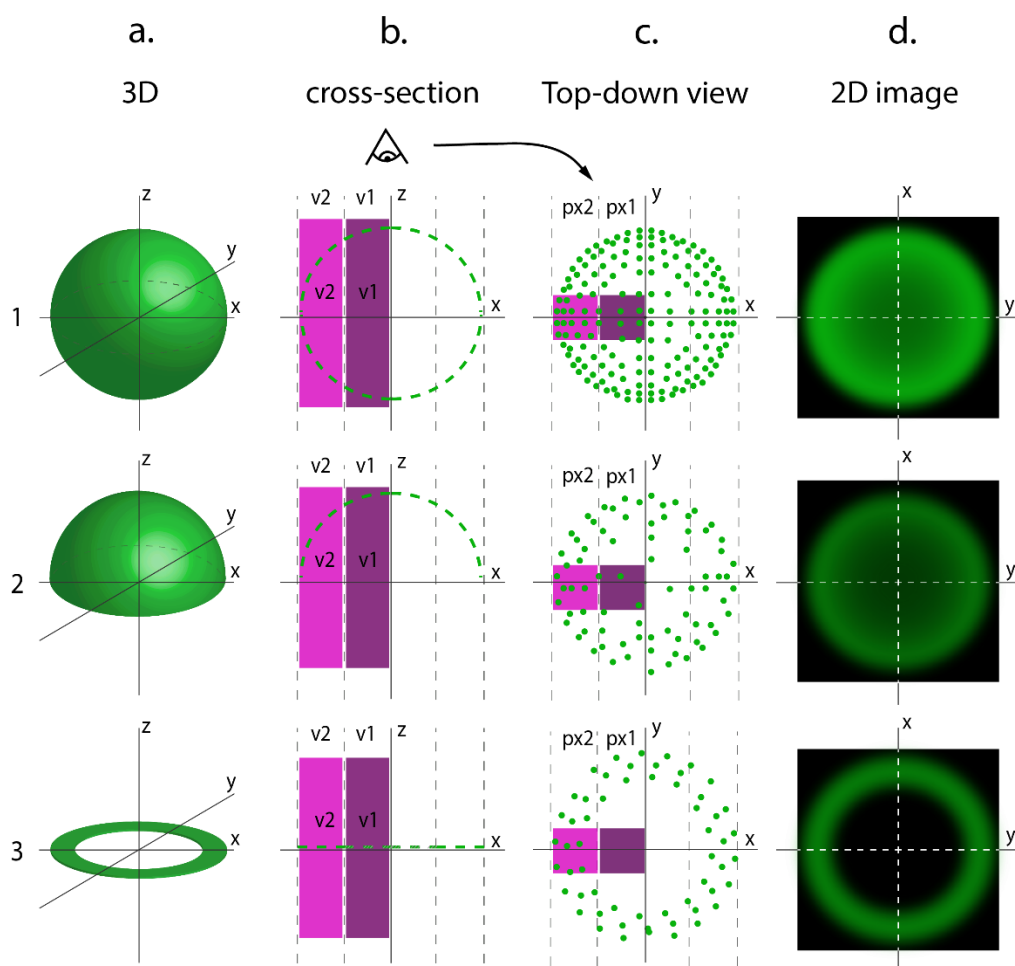 a. b. c. d.
3D cross-section Top-down view 2D image
z v2 v1 z px2 px1 y x
y
1 x v2 v1 x x y
z v2 v1 z px2 px1 y x
y
2 x v2 v1 x x y
z v2 v1 z px2 px1 y x
y
3 x v2 v1 x x y